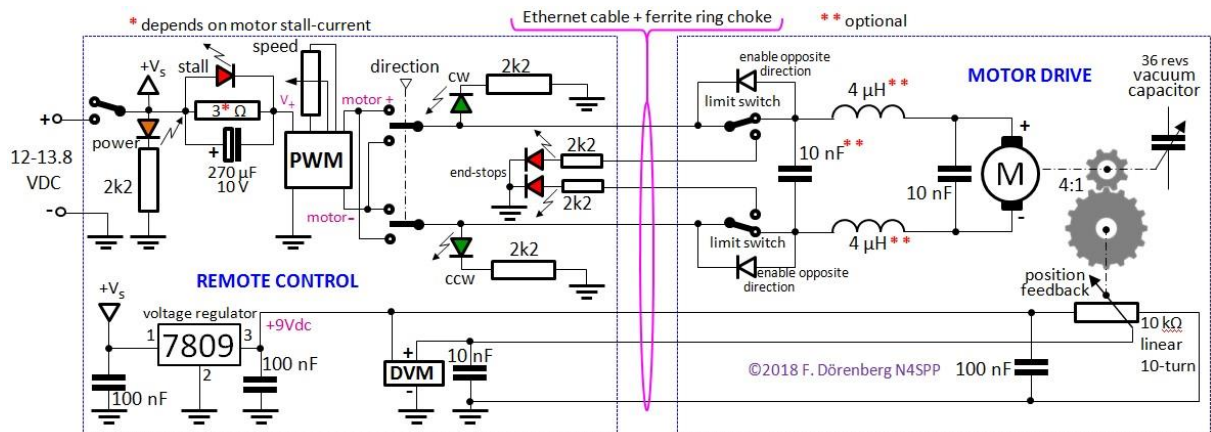 * depends on motor stall-current
Ethernet cable + ferrite ring choke
** optional
+Vs
stall
speed
direction
cw
2k2
enable opposite
direction
limit switch
4 µH**
MOTOR DRIVE
36 revs
vacuum
capacitor
+
12-13.8
VDC
-
power
2k2
3* Ω
+
270 µF
10 V
V+
PWM
motor +
motor-
end-stops
2k2
2k2
10 nF**
10 nF
+
M
-
4:1
ccw
2k2
limit switch
enable opposite
direction
4 µH**
REMOTE CONTROL
position
feedback
+Vs
voltage regulator
1
7809
3
2
+9Vdc
100 nF
100 nF
+
DVM
-
10 nF
©2018 F. Dörenberg N4SPP
100 nF
10 kΩ
linear
10-turn